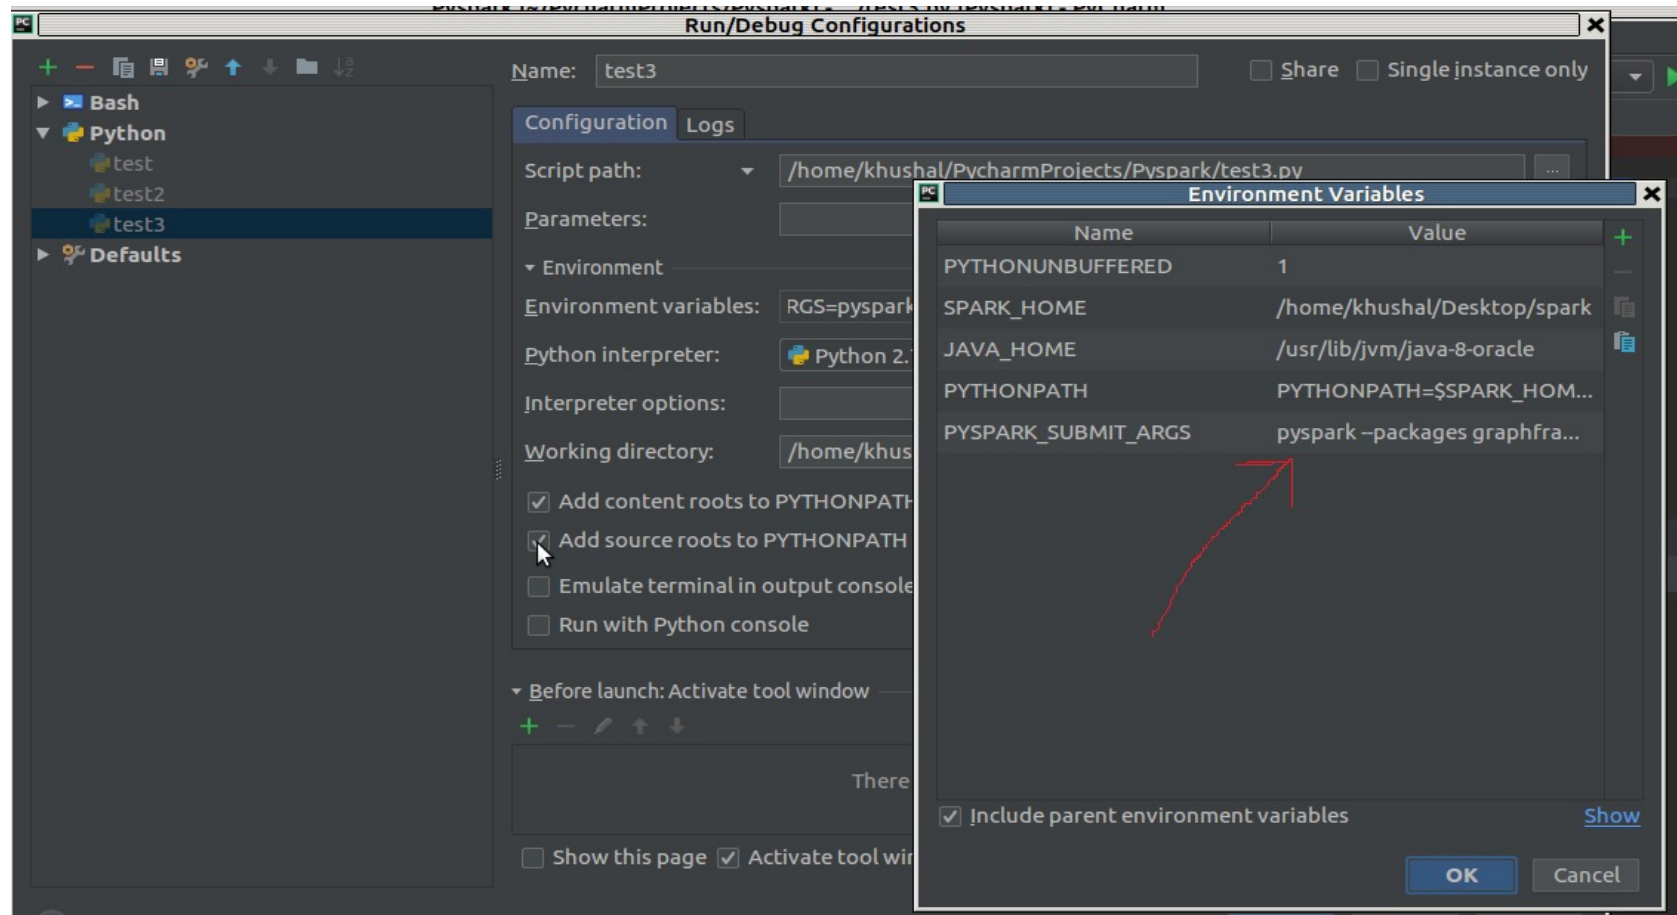 Run/Debug Configurations
Name: test3
Share
Single instance only
Bash
Python
test
test2
test3
Defaults
Configuration
Logs
Script path: /home/khushal/PycharmProjects/Pyspark/test3.py ...
Parameters:
Environment
Environment variables: RGS=pyspark
Python interpreter: Python 2.
Interpreter options:
Working directory: /home/khus
Add content roots to PYTHONPATH
Add source roots to PYTHONPATH
Emulate terminal in output console
Run with Python console
Before launch: Activate tool window
There
Show this page
Activate tool wi
Environment Variables
Name Value
PYTHONUNBUFFERED 1
SPARK_HOME /home/khushal/Desktop/spark
JAVA_HOME /usr/lib/jvm/java-8-oracle
PYTHONPATH PYTHONPATH=$SPARK_HOM...
PYSPARK_SUBMIT_ARGS pyspark --packages graphfra...
Include parent environment variables
Show
OK
Cancel